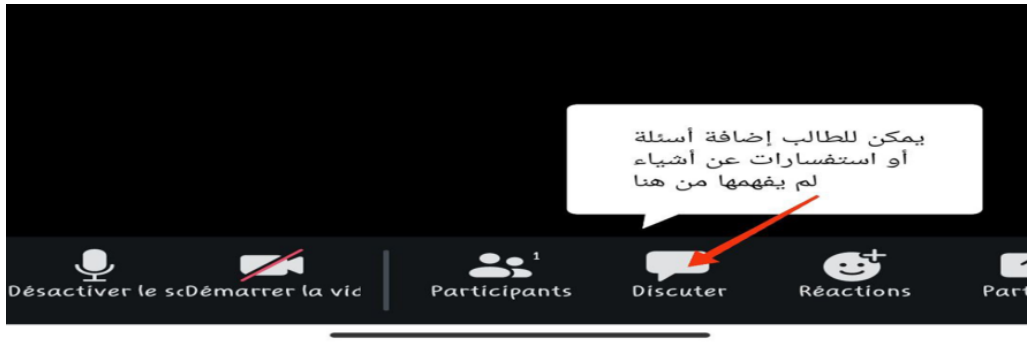 يمكن للطالب إضافة أسئلة
أو استفسارات عن أشياء
لم يفهمها من هنا
1
Désactiver le sc Démarrer la vid Participants Discuter Réactions Part